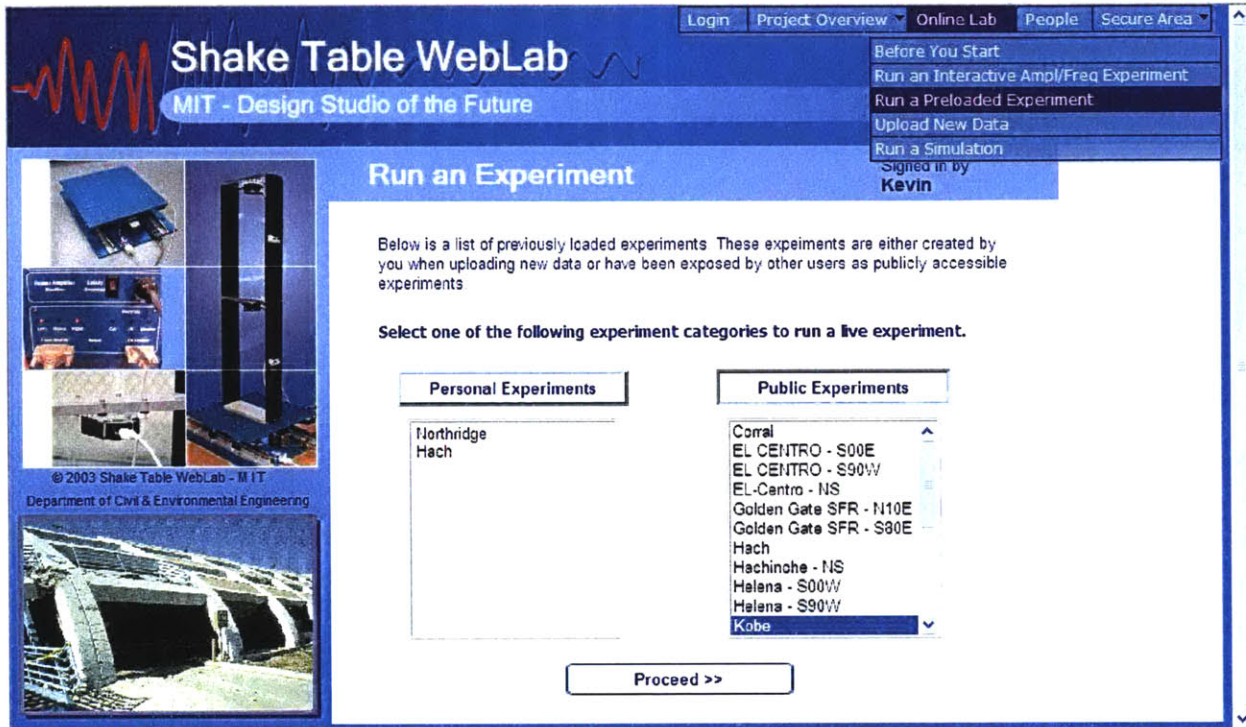 Login Project Overview Online Lab People Secure Area
Before You Start
Run an Interactive Ampl/Freq Experiment
Run a Preloaded Experiment
Upload New Data
Run a Simulation
Shake Table WebLab
MIT - Design Studio of the Future
Run an Experiment
Signed in by
Kevin
Below is a list of previously loaded experiments These expeiments are either created by
you when uploading new data or have been exposed by other users as publicly accessible
experiments
Select one of the following experiment categories to run a live experiment.
Personal Experiments
Northridge
Hach
Public Experiments
Corral
EL CENTRO - S00E
EL CENTRO - S90W
EL-Centro - NS
Golden Gate SFR - N10E
Golden Gate SFR - S80E
Hach
Hachinohe - NS
Helena - S00W
Helena - S90W
Kobe
Proceed >>
© 2003 Shake Table WebLab - MIT
Department of Civil & Environmental Engineering